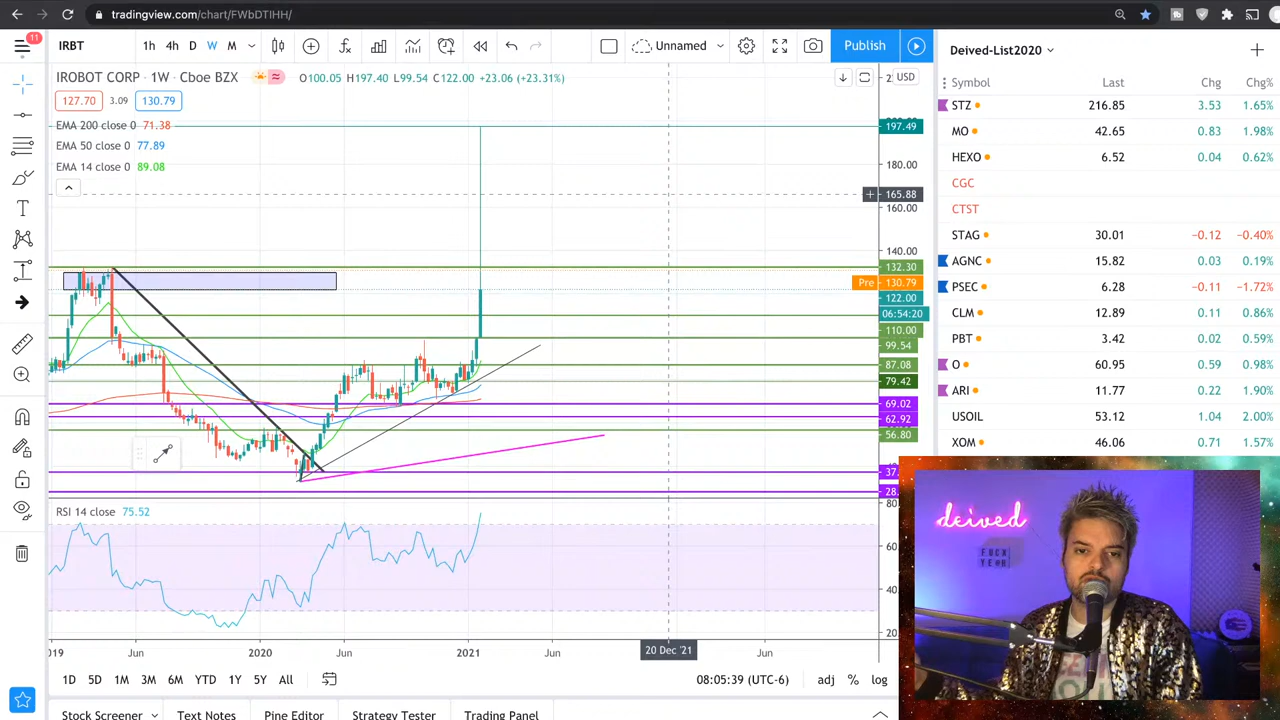 tradingview.com/chart/FWbDTIHH/
11
IRBT
1h 4h D W M
Unnamed
Publish
Deived-List2020
IROBOT CORP · 1W · Cboe BZX
O100.05 H197.40 L99.54 C122.00 +23.06 (+23.31%)
USD
127.70 3.09 130.79
EMA 200 close 0 71.38
EMA 50 close 0 77.89
EMA 14 close 0 89.08
197.49
180.00
165.88
160.00
140.00
132.30
Pre 130.79
122.00
06:54:20
110.00
99.54
87.08
79.42
69.02
62.92
56.80
37.
28.
RSI 14 close 75.52
80
60
40
20
2019 Jun 2020 Jun 2021 Jun 20 Dec '21 Jun
1D 5D 1M 3M 6M YTD 1Y 5Y All
08:05:39 (UTC-6)
adj % log
Stock Screener Text Notes Pine Editor Strategy Tester Trading Panel
Symbol Last Chg Chg%
STZ 216.85 3.53 1.65%
MO 42.65 0.83 1.98%
HEXO 6.52 0.04 0.62%
CGC
CTST
STAG 30.01 −0.12 −0.40%
AGNC 15.82 0.03 0.19%
PSEC 6.28 −0.11 −1.72%
CLM 12.89 0.11 0.86%
PBT 3.42 0.02 0.59%
O 60.95 0.59 0.98%
ARI 11.77 0.22 1.90%
USOIL 53.12 1.04 2.00%
XOM 46.06 0.71 1.57%
deived
FUCK
YEAH